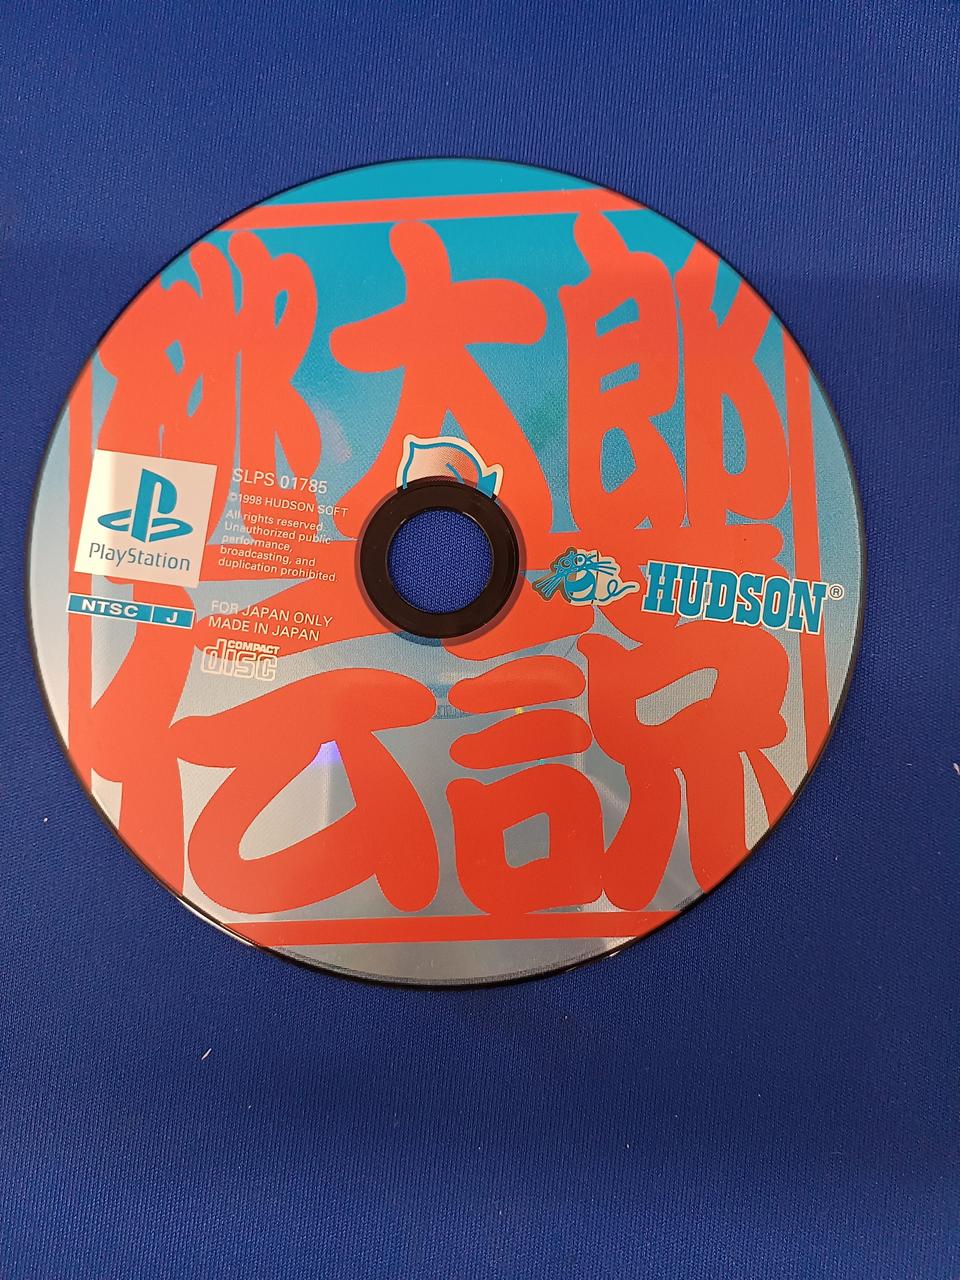 桃太郎
伝説
PlayStation
NTSC J
SLPS 01785
©1998 HUDSON SOFT
All rights reserved.
Unauthorized public
performance,
broadcasting, and
duplication prohibited.
FOR JAPAN ONLY
MADE IN JAPAN
COMPACT
disc
HUDSON®